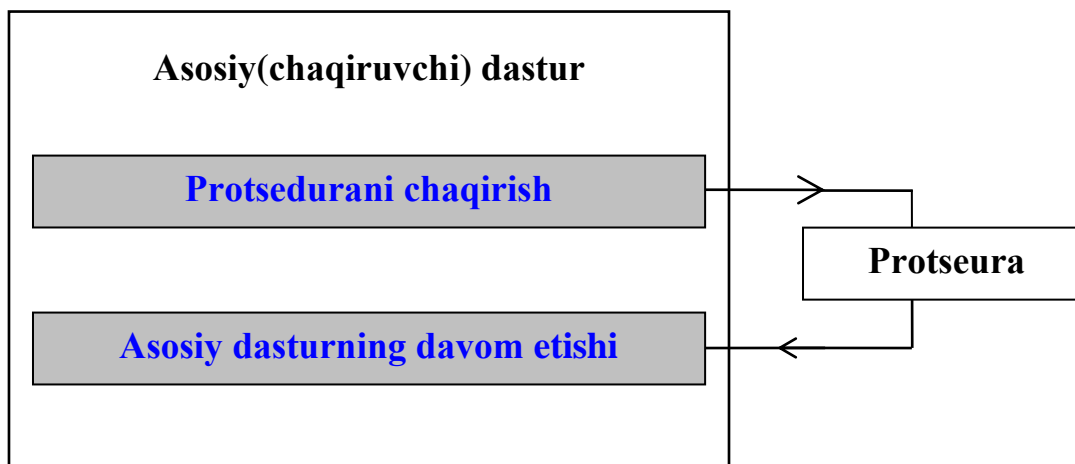 Asosiy(chaqiruvchi) dastur
Protsedurani chaqirish
Protseura
Asosiy dasturning davom etishi